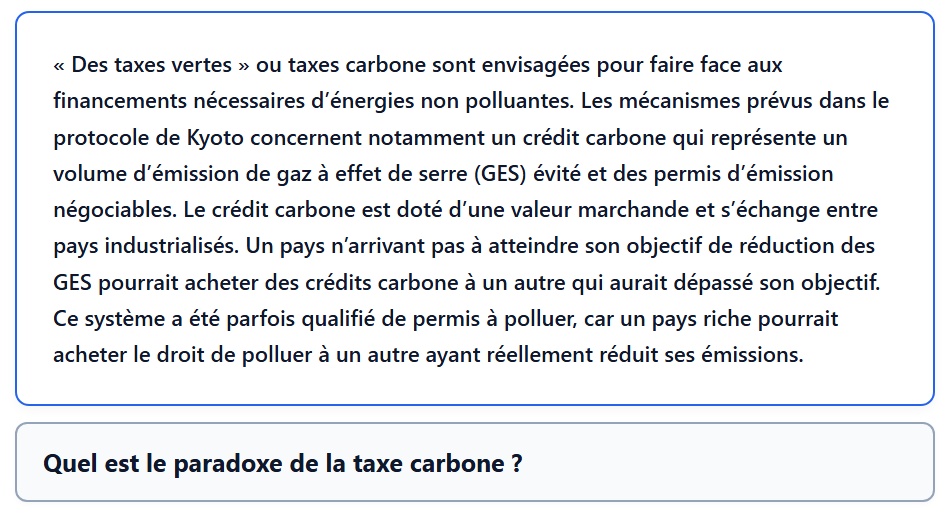 « Des taxes vertes » ou taxes carbone sont envisagées pour faire face aux
financements nécessaires d’énergies non polluantes. Les mécanismes prévus dans le
protocole de Kyoto concernent notamment un crédit carbone qui représente un
volume d’émission de gaz à effet de serre (GES) évité et des permis d’émission
négociables. Le crédit carbone est doté d’une valeur marchande et s’échange entre
pays industrialisés. Un pays n’arrivant pas à atteindre son objectif de réduction des
GES pourrait acheter des crédits carbone à un autre qui aurait dépassé son objectif.
Ce système a été parfois qualifié de permis à polluer, car un pays riche pourrait
acheter le droit de polluer à un autre ayant réellement réduit ses émissions.
Quel est le paradoxe de la taxe carbone ?